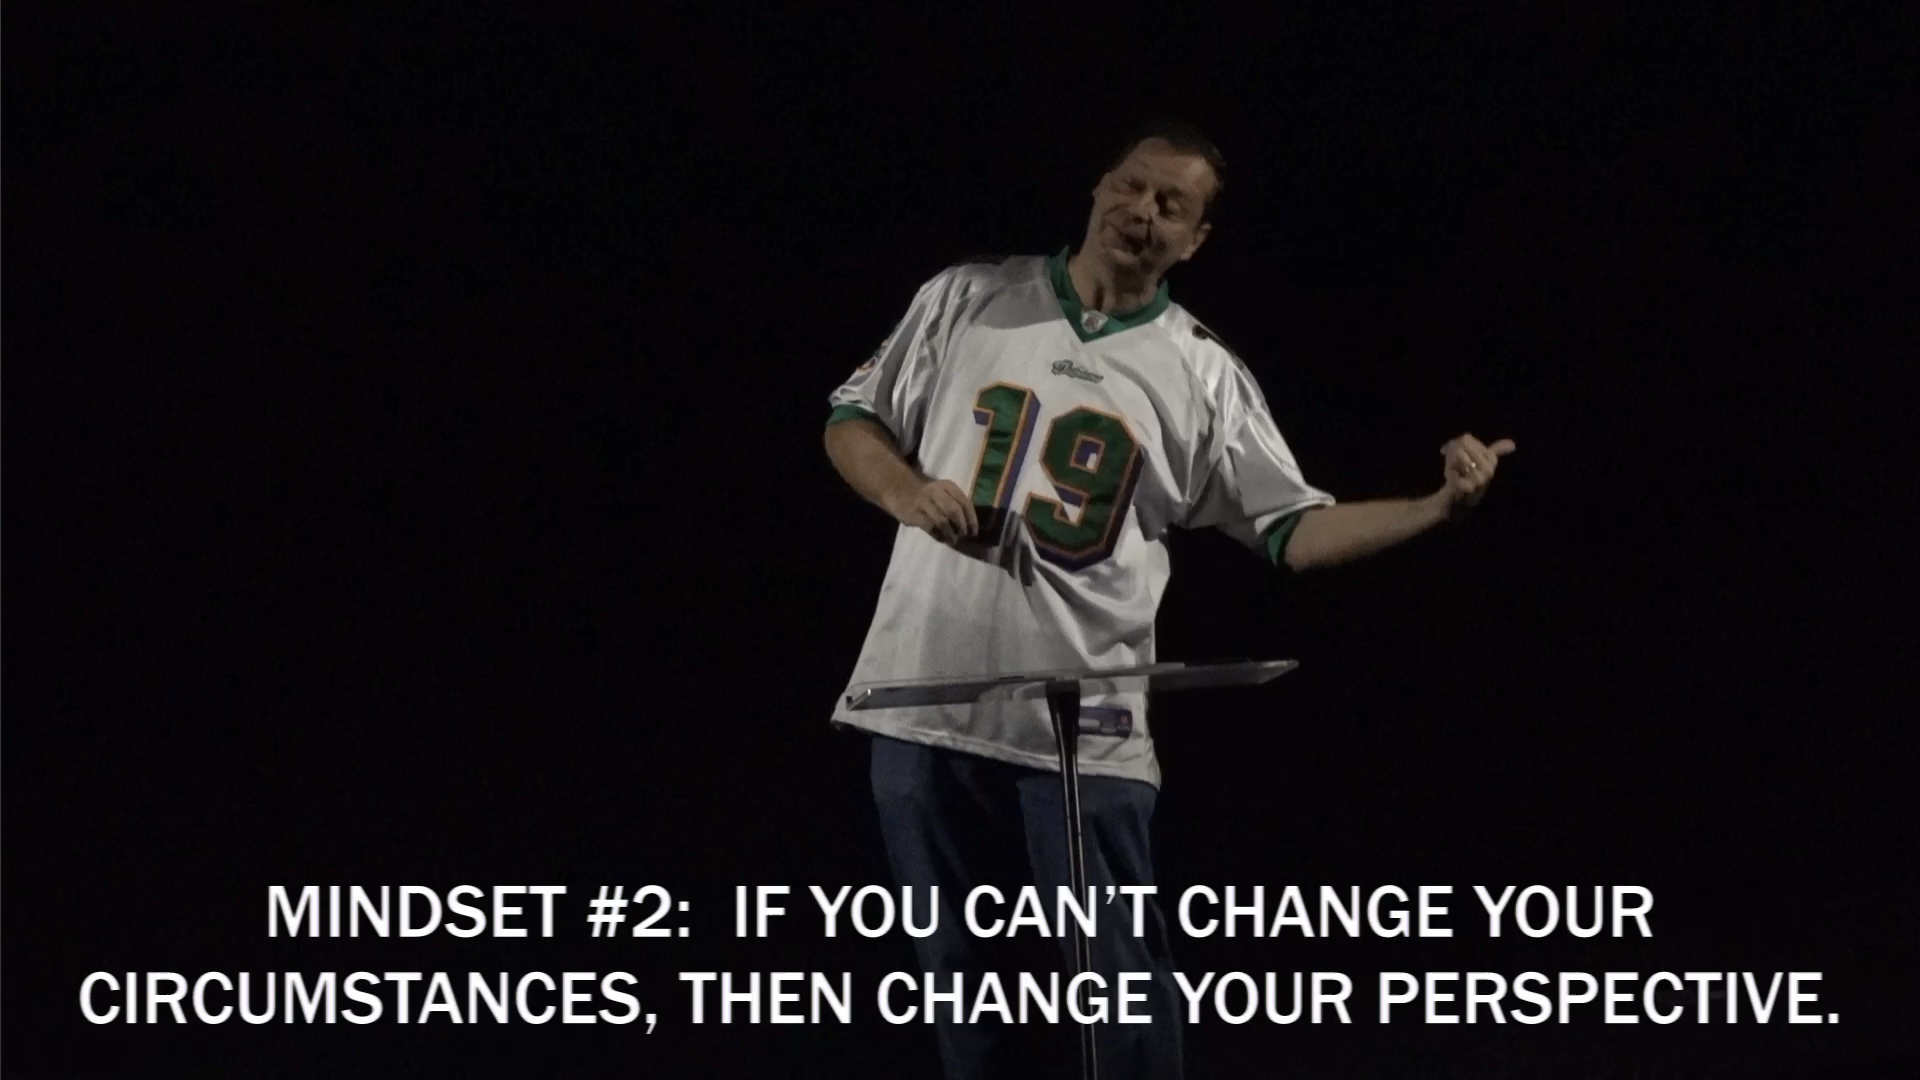 19
MINDSET #2: IF YOU CAN’T CHANGE YOUR
CIRCUMSTANCES, THEN CHANGE YOUR PERSPECTIVE.